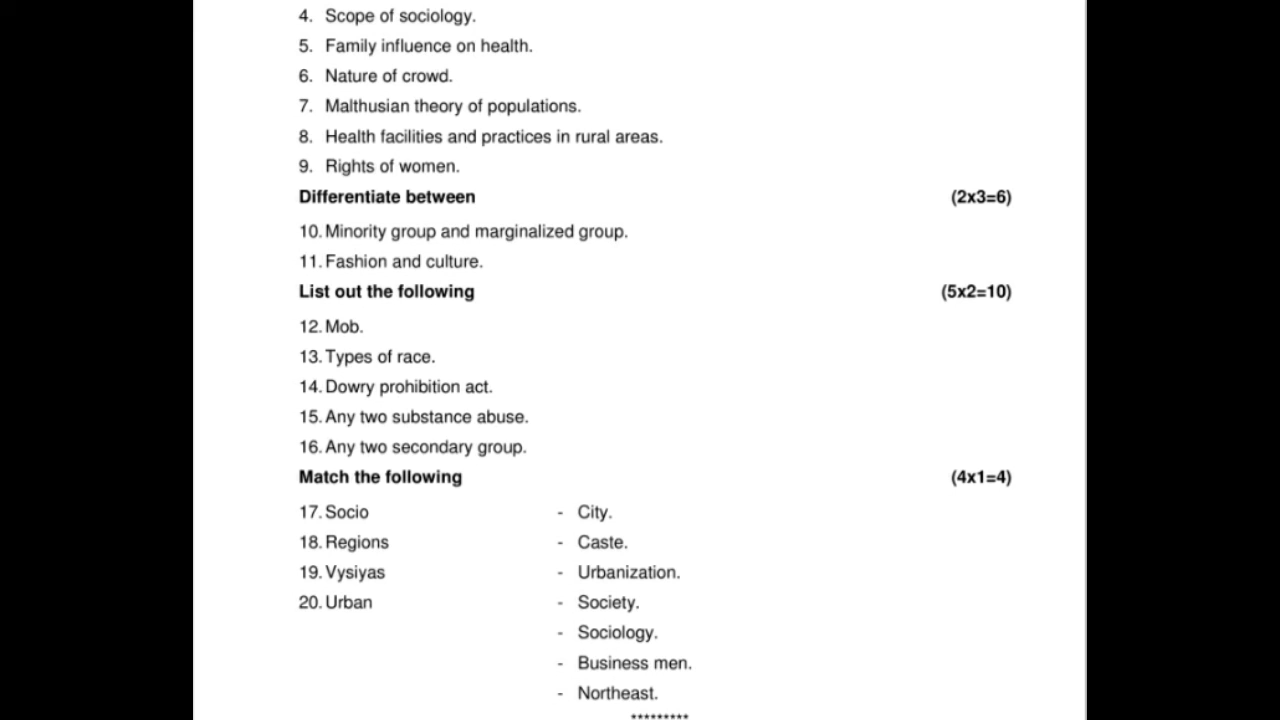 4. Scope of sociology.
5. Family influence on health.
6. Nature of crowd.
7. Malthusian theory of populations.
8. Health facilities and practices in rural areas.
9. Rights of women.
Differentiate between (2x3=6)
10. Minority group and marginalized group.
11. Fashion and culture.
List out the following (5x2=10)
12. Mob.
13. Types of race.
14. Dowry prohibition act.
15. Any two substance abuse.
16. Any two secondary group.
Match the following (4x1=4)
17. Socio - City.
18. Regions - Caste.
19. Vysiyas - Urbanization.
20. Urban - Society.
- Sociology.
- Business men.
- Northeast.
*********